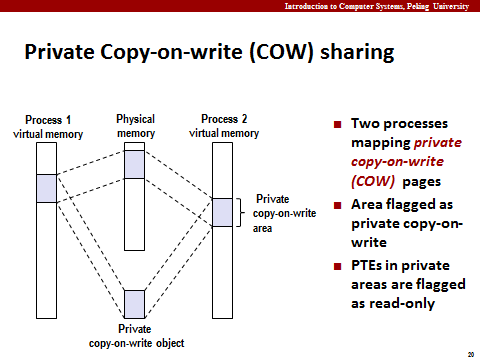 Introduction to Computer Systems, Peking University
Private Copy-on-write (COW) sharing
Process 1
virtual memory
Physical
memory
Process 2
virtual memory
Private
copy-on-write
area
Private
copy-on-write object
■ Two processes
mapping private
copy-on-write
(COW) pages
■ Area flagged as
private copy-on-
write
■ PTEs in private
areas are flagged
as read-only
20